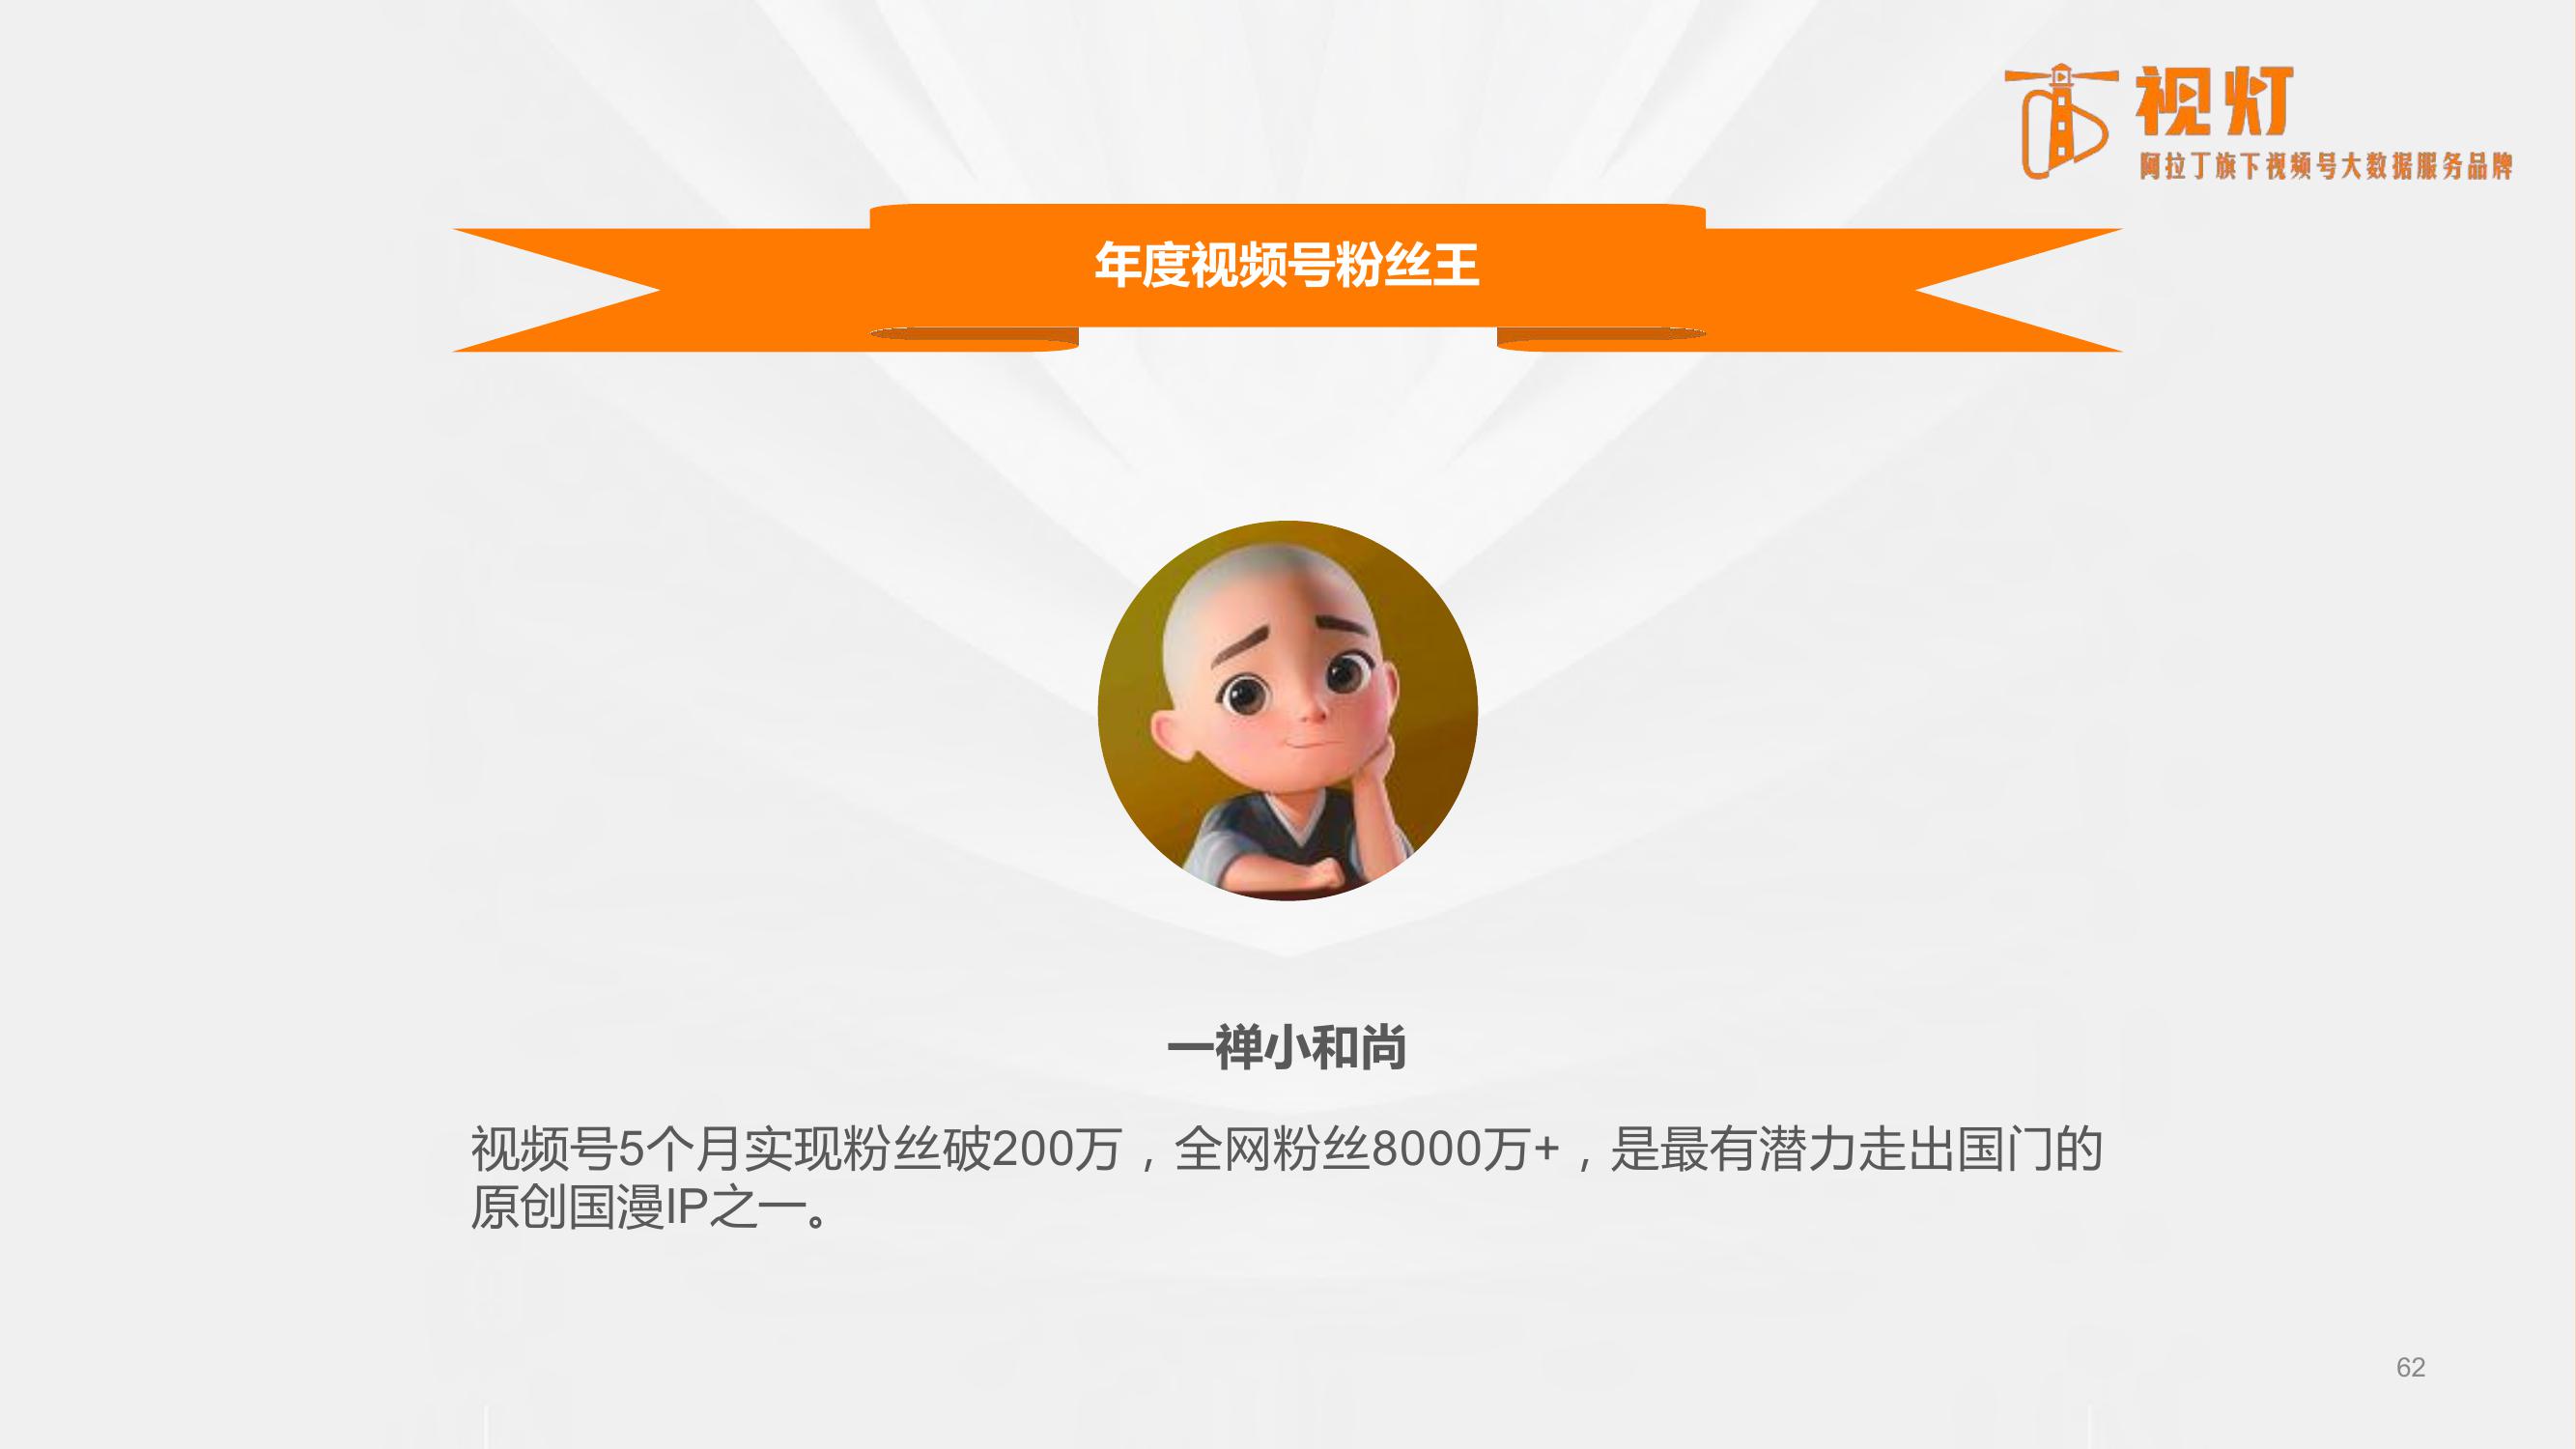 视灯
阿拉丁旗下视频号大数据服务品牌
年度视频号粉丝王
一禅小和尚
视频号5个月实现粉丝破200万，全网粉丝8000万+，是最有潜力走出国门的
原创国漫IP之一。
62